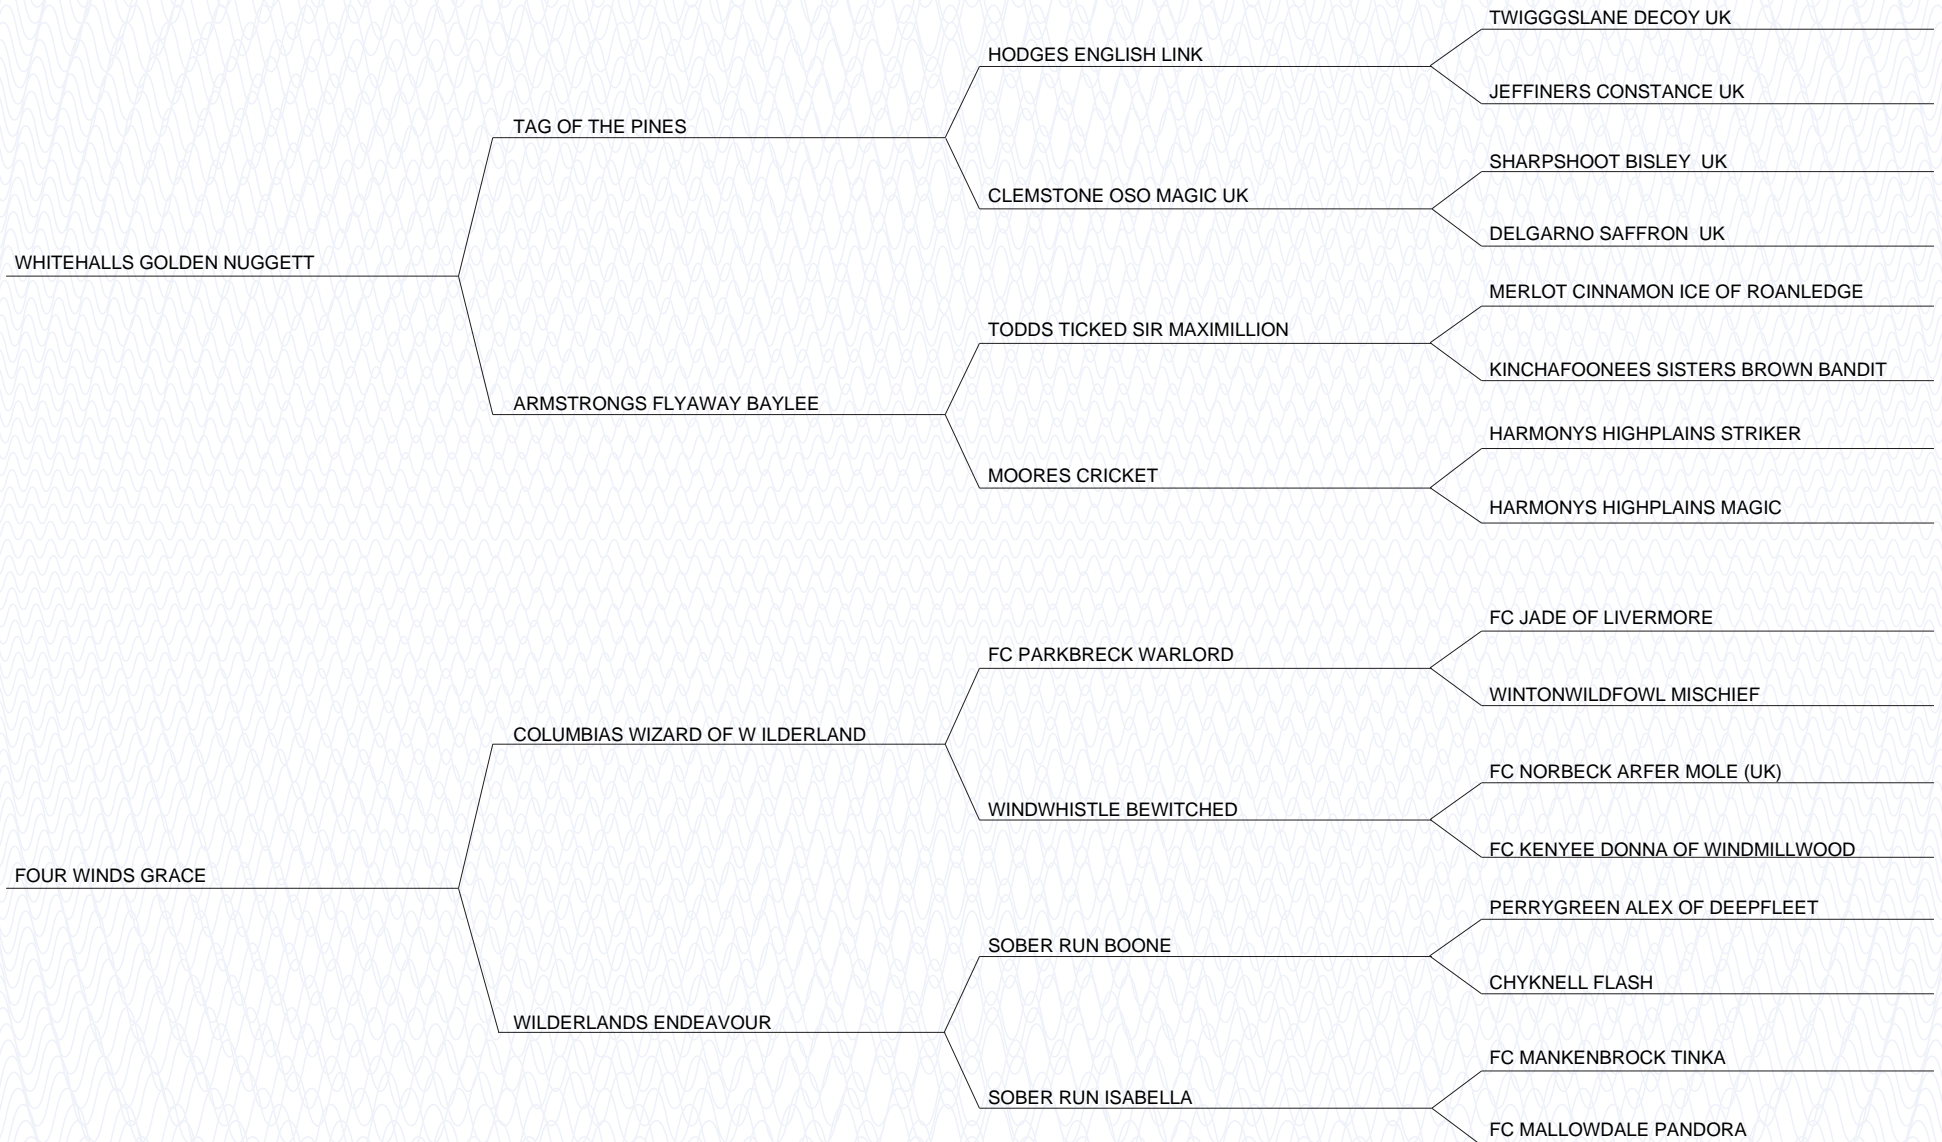 TWIGGGSLANE DECOY UK
HODGES ENGLISH LINK
JEFFINERS CONSTANCE UK
TAG OF THE PINES
SHARPSHOOT BISLEY  UK
CLEMSTONE OSO MAGIC UK
DELGARNO SAFFRON  UK
WHITEHALLS GOLDEN NUGGETT
MERLOT CINNAMON ICE OF ROANLEDGE
TODDS TICKED SIR MAXIMILLION
KINCHAFOONEES SISTERS BROWN BANDIT
ARMSTRONGS FLYAWAY BAYLEE
HARMONYS HIGHPLAINS STRIKER
MOORES CRICKET
HARMONYS HIGHPLAINS MAGIC
FC JADE OF LIVERMORE
FC PARKBRECK WARLORD
WINTONWILDFOWL MISCHIEF
COLUMBIAS WIZARD OF W ILDERLAND
FC NORBECK ARFER MOLE (UK)
WINDWHISTLE BEWITCHED
FC KENYEE DONNA OF WINDMILLWOOD
FOUR WINDS GRACE
PERRYGREEN ALEX OF DEEPFLEET
SOBER RUN BOONE
CHYKNELL FLASH
WILDERLANDS ENDEAVOUR
FC MANKENBROCK TINKA
SOBER RUN ISABELLA
FC MALLOWDALE PANDORA